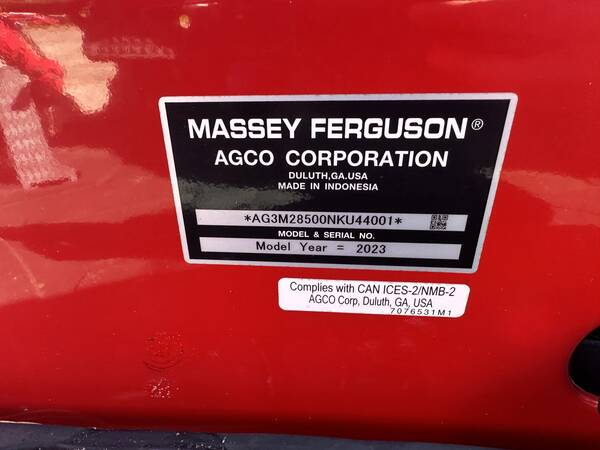 MASSEY FERGUSON®
AGCO CORPORATION
DULUTH,GA.USA
MADE IN INDONESIA
*AG3M28500NKU44001*
MODEL & SERIAL NO.
Model Year = 2023
Complies with CAN ICES-2/NMB-2
AGCO Corp, Duluth, GA, USA
7076531M1